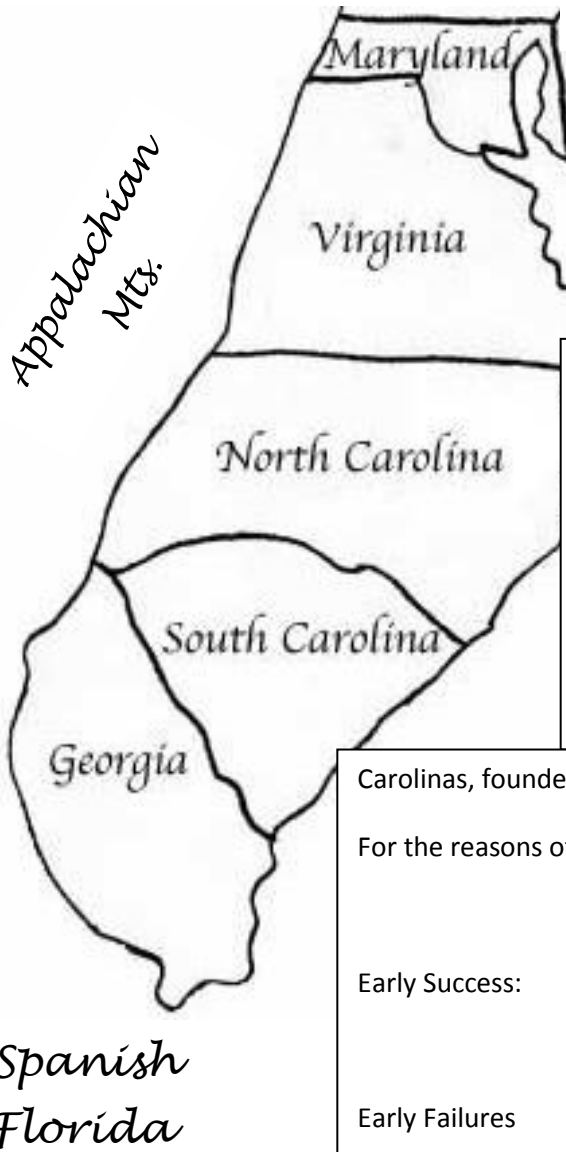 Maryland
Appalachian
Mts.
Virginia
North Carolina
South Carolina
Georgia
Carolinas, founde
For the reasons of
Early Success:
Early Failures
Spanish
Florida